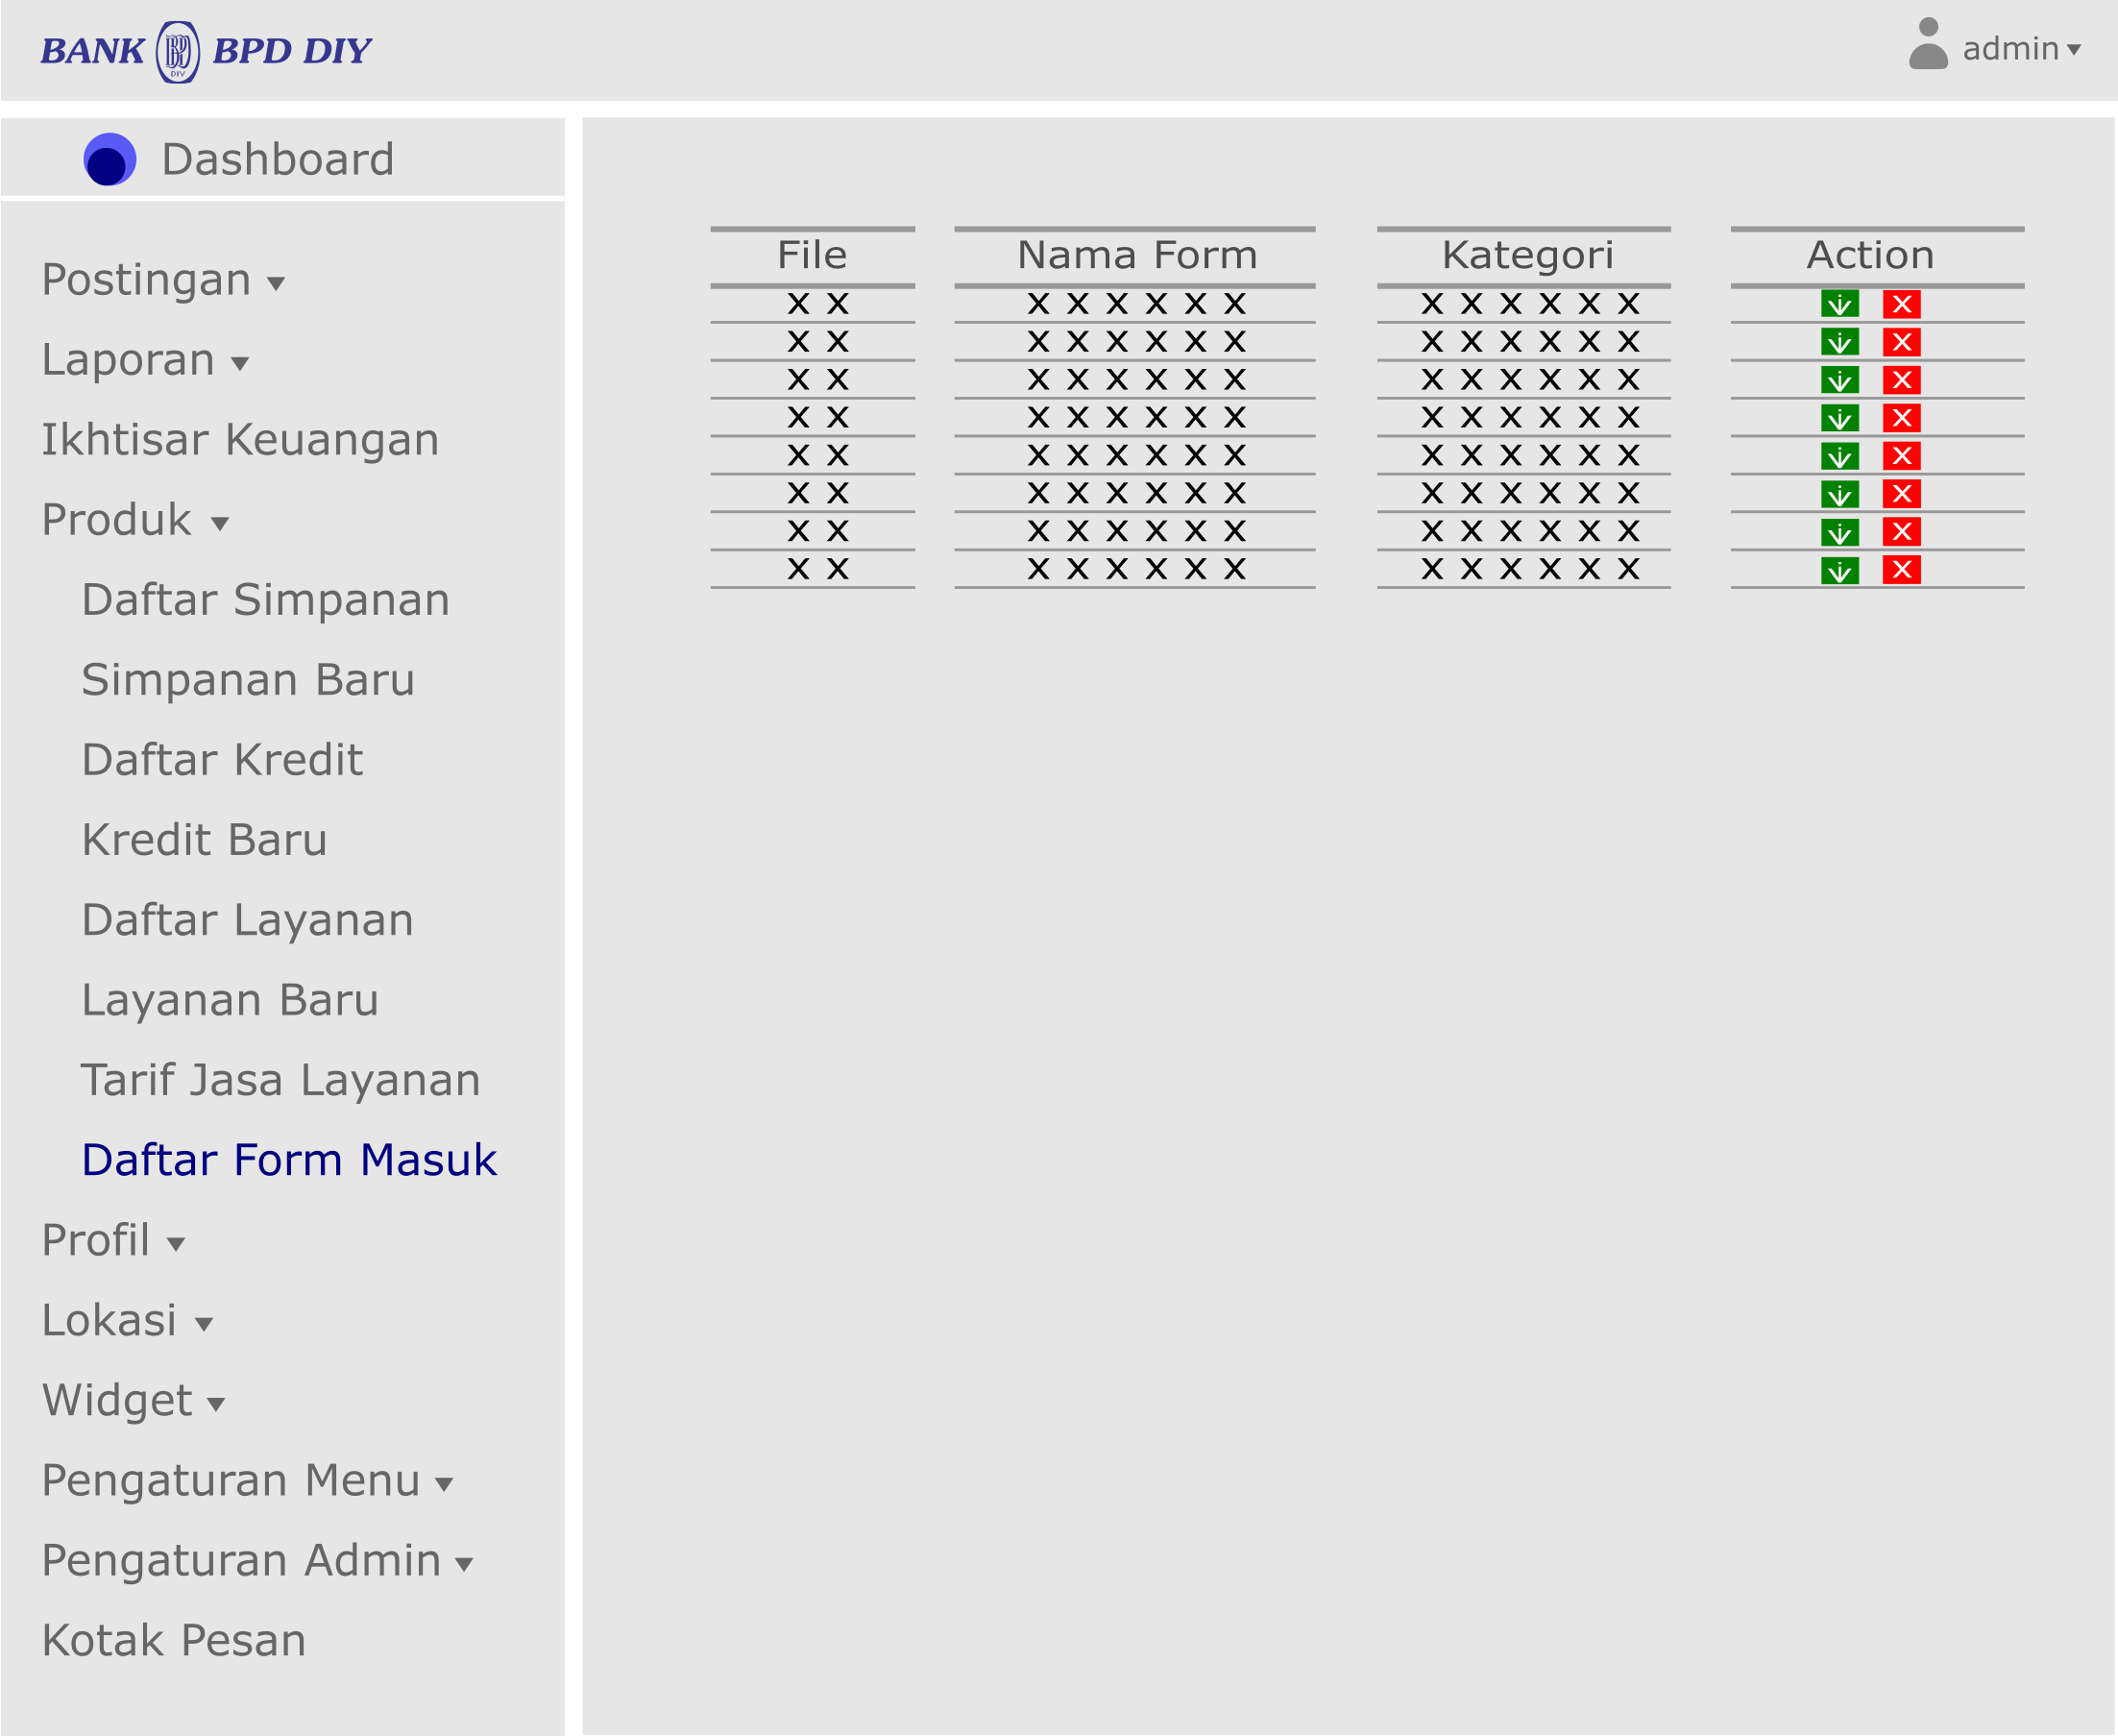 BANK BPD DIY
admin
Dashboard
Postingan
Laporan
Ikhtisar Keuangan
Produk
Daftar Simpanan
Simpanan Baru
Daftar Kredit
Kredit Baru
Daftar Layanan
Layanan Baru
Tarif Jasa Layanan
Daftar Form Masuk
Profil
Lokasi
Widget
Pengaturan Menu
Pengaturan Admin
Kotak Pesan
File Nama Form Kategori Action
X X X X X X X X X X X X X X X
X X X X X X X X X X X X X X X
X X X X X X X X X X X X X X X
X X X X X X X X X X X X X X X
X X X X X X X X X X X X X X X
X X X X X X X X X X X X X X X
X X X X X X X X X X X X X X X
X X X X X X X X X X X X X X X